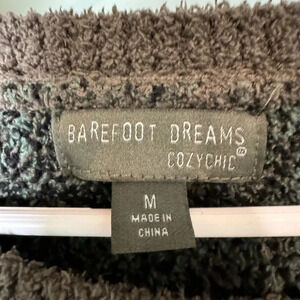 BAREFOOT DREAMS
COZYCHIC®
M
MADE IN
CHINA